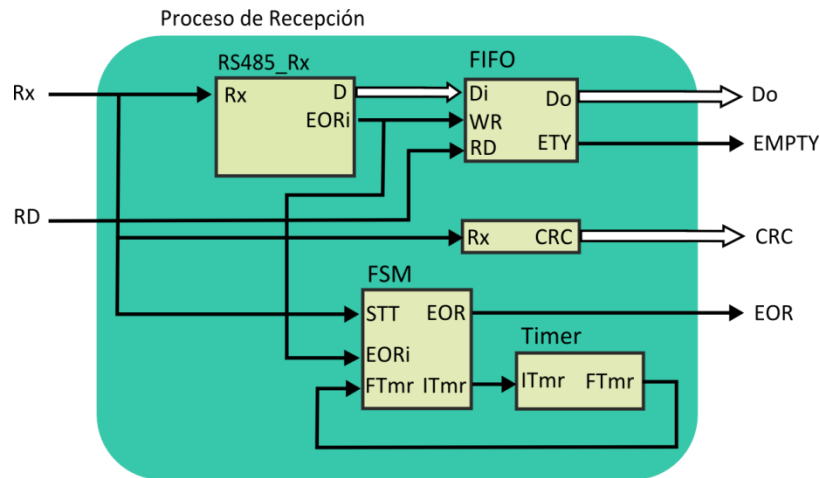 Proceso de Recepción
RS485_Rx
FIFO
Rx
Rx
D
EORi
Di
WR
RD
Do
ETY
Do
EMPTY
RD
Rx
CRC
CRC
FSM
STT
EOR
EORi
FTmr
ITmr
EOR
Timer
ITmr
FTmr